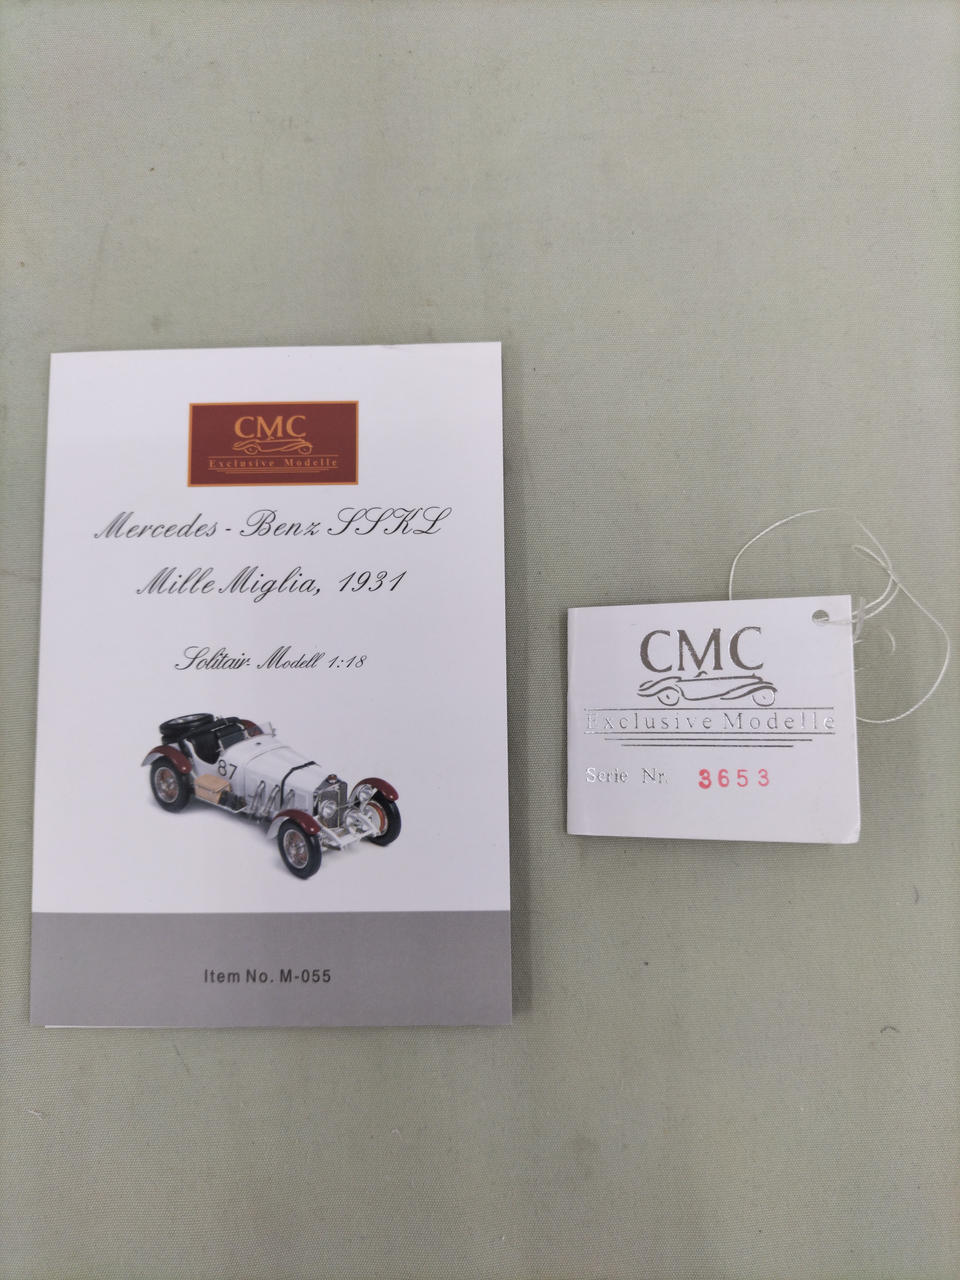 CMC
Exclusive Modelle
Mercedes - Benz SSKL
Mille Miglia, 1931
Solitair- Modell 1:18
87
Item No. M-055
CMC
Exclusive Modelle
Serie Nr. 3653